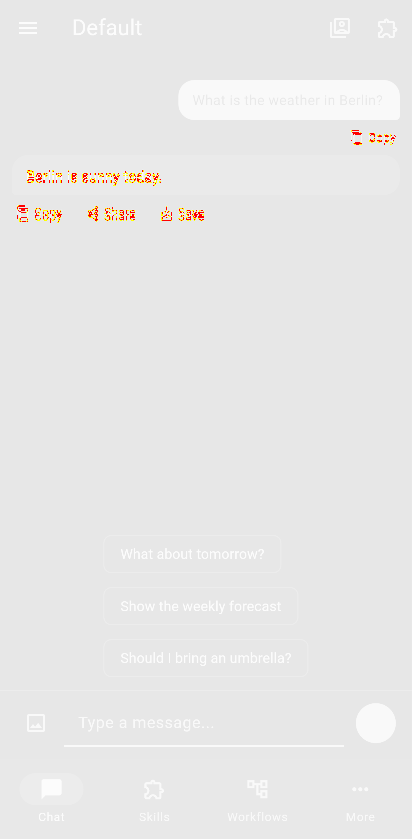 Default
What is the weather in Berlin?
Copy
Berlin is sunny today.
Copy Share Save
What about tomorrow?
Show the weekly forecast
Should I bring an umbrella?
Type a message...
Chat Skills Workflows More